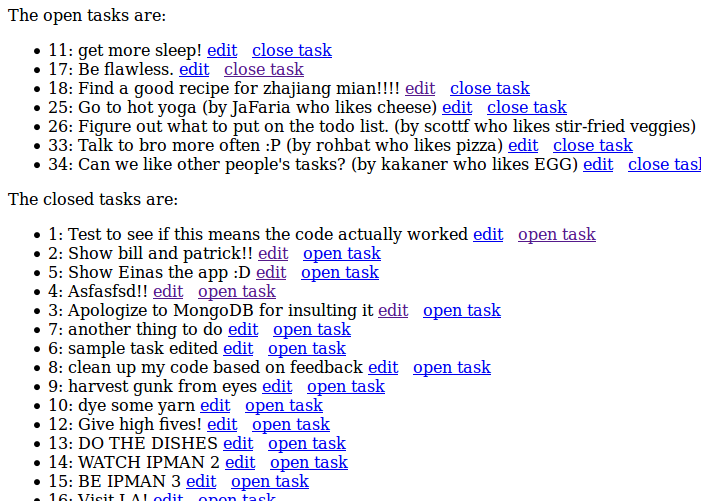 The open tasks are:
11: get more sleep! edit close task
17: Be flawless. edit close task
18: Find a good recipe for zhajiang mian!!!! edit close task
25: Go to hot yoga (by JaFaria who likes cheese) edit close task
26: Figure out what to put on the todo list. (by scottf who likes stir-fried veggies)
33: Talk to bro more often :P (by rohbat who likes pizza) edit close task
34: Can we like other people's tasks? (by kakaner who likes EGG) edit close tas
The closed tasks are:
1: Test to see if this means the code actually worked edit open task
2: Show bill and patrick!! edit open task
5: Show Einas the app :D edit open task
4: Asfasfsd!! edit open task
3: Apologize to MongoDB for insulting it edit open task
7: another thing to do edit open task
6: sample task edited edit open task
8: clean up my code based on feedback edit open task
9: harvest gunk from eyes edit open task
10: dye some yarn edit open task
12: Give high fives! edit open task
13: DO THE DISHES edit open task
14: WATCH IPMAN 2 edit open task
15: BE IPMAN 3 edit open task
16: Visit LA! edit open task